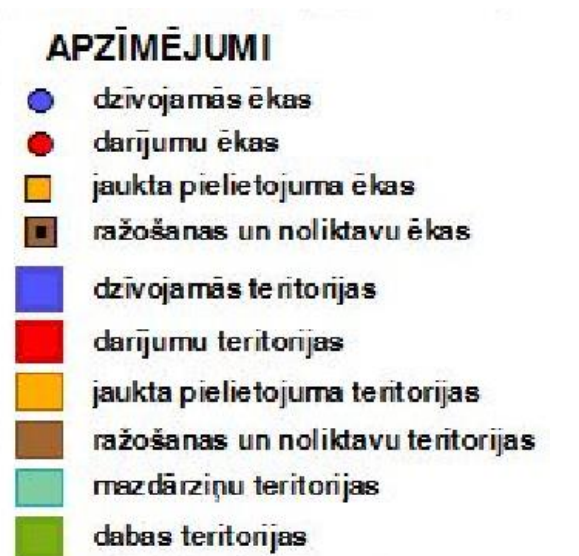 APZĪMĒJUMI
dzīvojamās ēkas
darījumu ēkas
jaukta pielietojuma ēkas
ražošanas un noliktavu ēkas
dzīvojamās teritorijas
darījumu teritorijas
jaukta pielietojuma teritorijas
ražošanas un noliktavu teritorijas
mazdārziņu teritorijas
dabas teritorijas